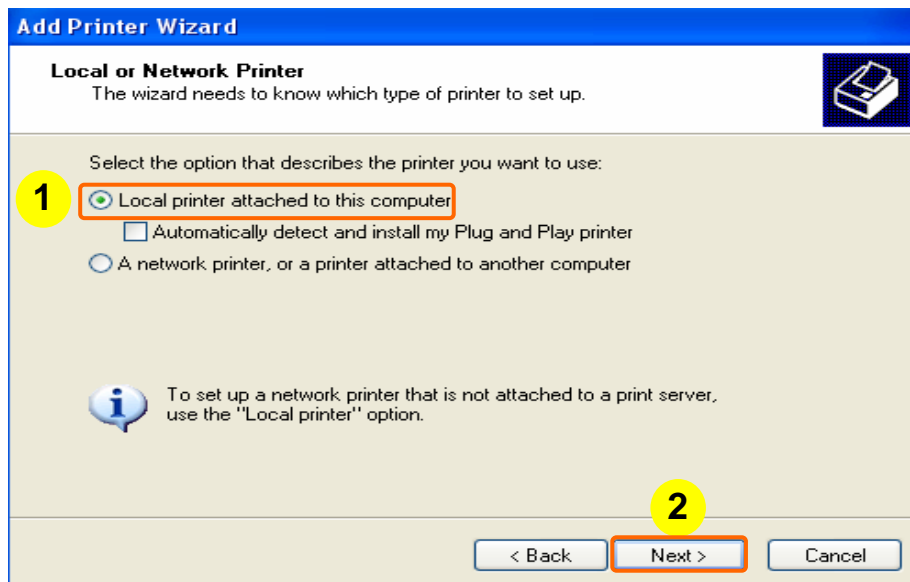 Add Printer Wizard
Local or Network Printer
The wizard needs to know which type of printer to set up.
Select the option that describes the printer you want to use:
1
Local printer attached to this computer
Automatically detect and install my Plug and Play printer
A network printer, or a printer attached to another computer
To set up a network printer that is not attached to a print server,
use the "Local printer" option.
2
< Back Next > Cancel